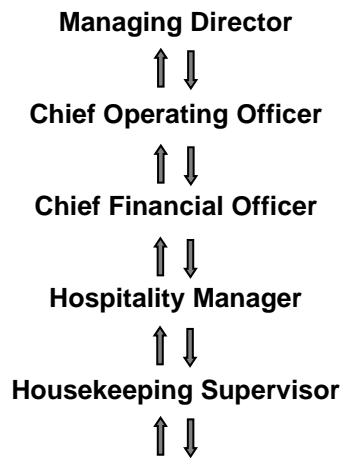 Managing Director
Chief Operating Officer
Chief Financial Officer
Hospitality Manager
Housekeeping Supervisor